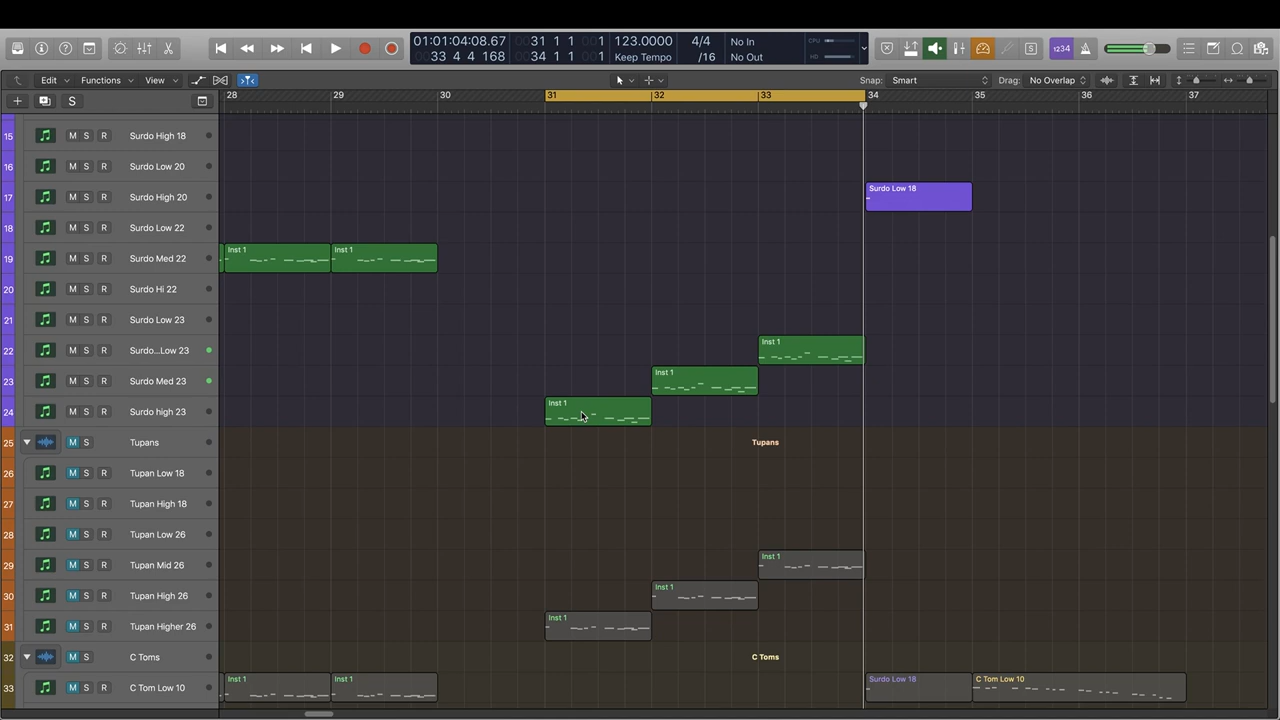 01:01:04:08.67 0031 1 1 001 123.0000 4/4 No In CPU
33 4 4 168 0034 1 1 001 Keep Tempo /16 No Out HD
1234
Edit Functions View Snap: Smart Drag: No Overlap
S
28 29 30 31 32 33 34 35 36 37
15 M S R Surdo High 18
16 M S R Surdo Low 20
17 M S R Surdo High 20 Surdo Low 18
18 M S R Surdo Low 22
19 M S R Surdo Med 22 Inst 1 Inst 1
20 M S R Surdo Hi 22
21 M S R Surdo Low 23
22 M S R Surdo...Low 23 Inst 1
23 M S R Surdo Med 23 Inst 1
24 M S R Surdo high 23 Inst 1
25 M S Tupans Tupans
26 M S R Tupan Low 18
27 M S R Tupan High 18
28 M S R Tupan Low 26
29 M S R Tupan Mid 26 Inst 1
30 M S R Tupan High 26 Inst 1
31 M S R Tupan Higher 26 Inst 1
32 M S C Toms C Toms
33 M S R C Tom Low 10 Inst 1 Inst 1 Surdo Low 18 C Tom Low 10